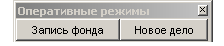 Оперативные режимы
Запись фонда Новое дело